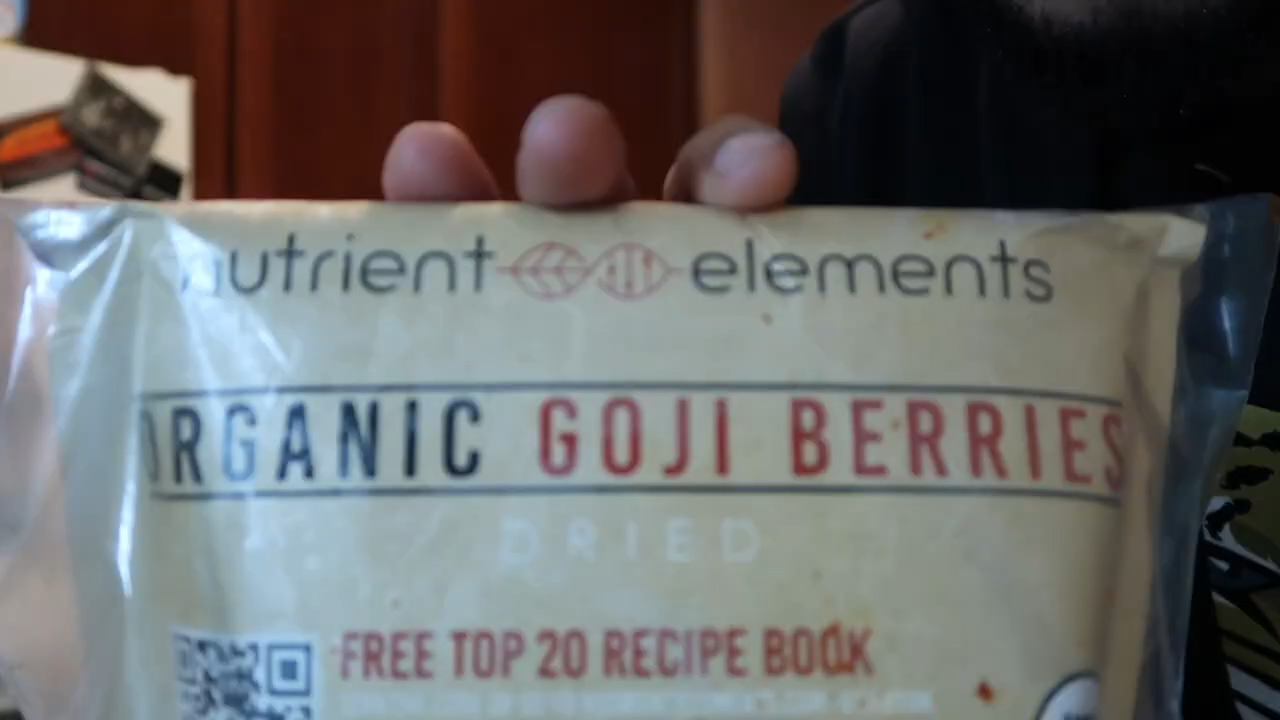 nutrient elements
ORGANIC GOJI BERRIES
DRIED
FREE TOP 20 RECIPE BOOK